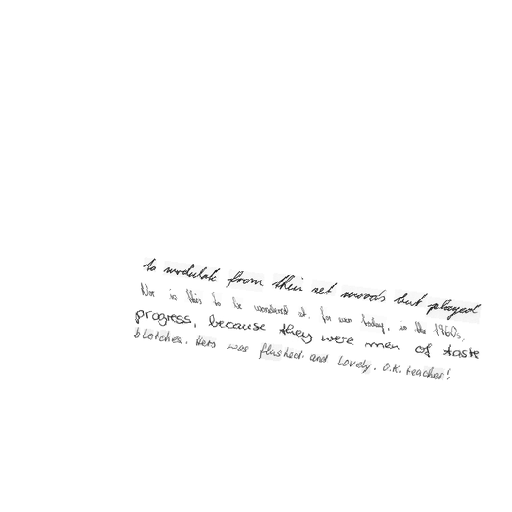 to modulate from their set moods but played
Nor is this to be wondered at, for even today, in the 1960s,
progress, because they were men of taste
blotches. Hers was flushed and lovely. O.K. teacher!